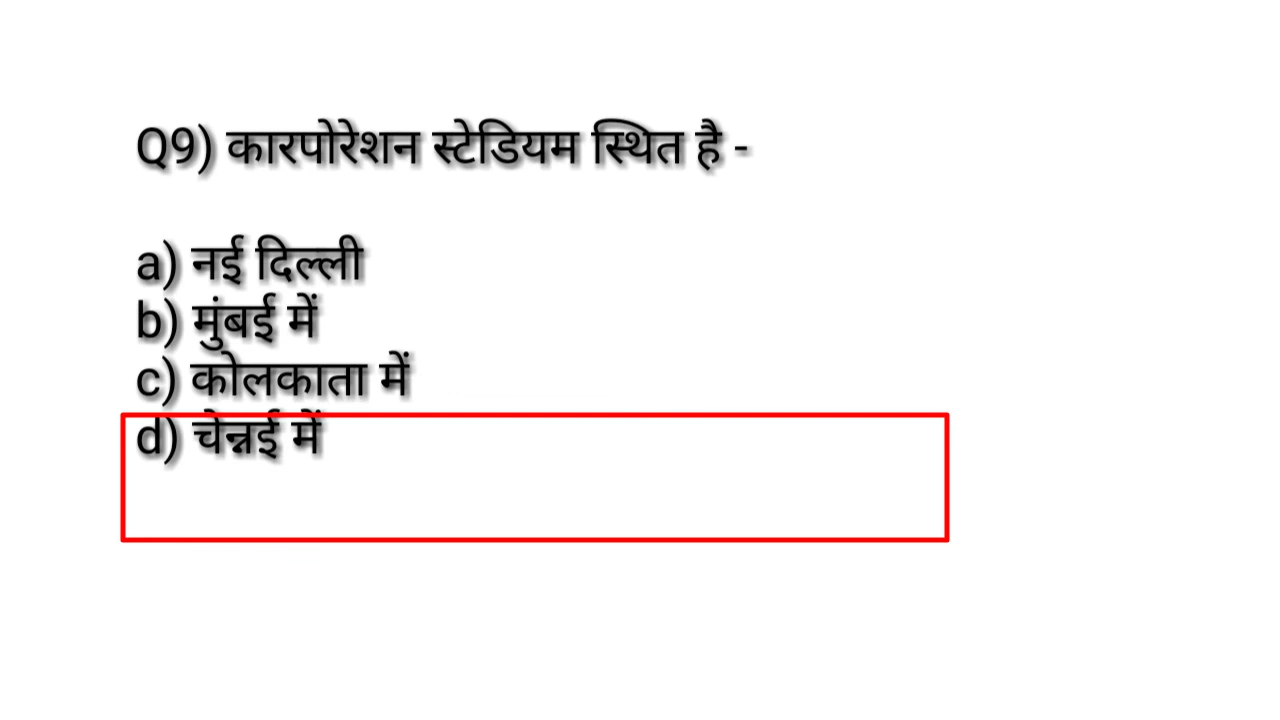 Q9) कारपोरेशन स्टेडियम स्थित है -
a) नई दिल्ली
b) मुंबई में
c) कोलकाता में
d) चेन्नई में